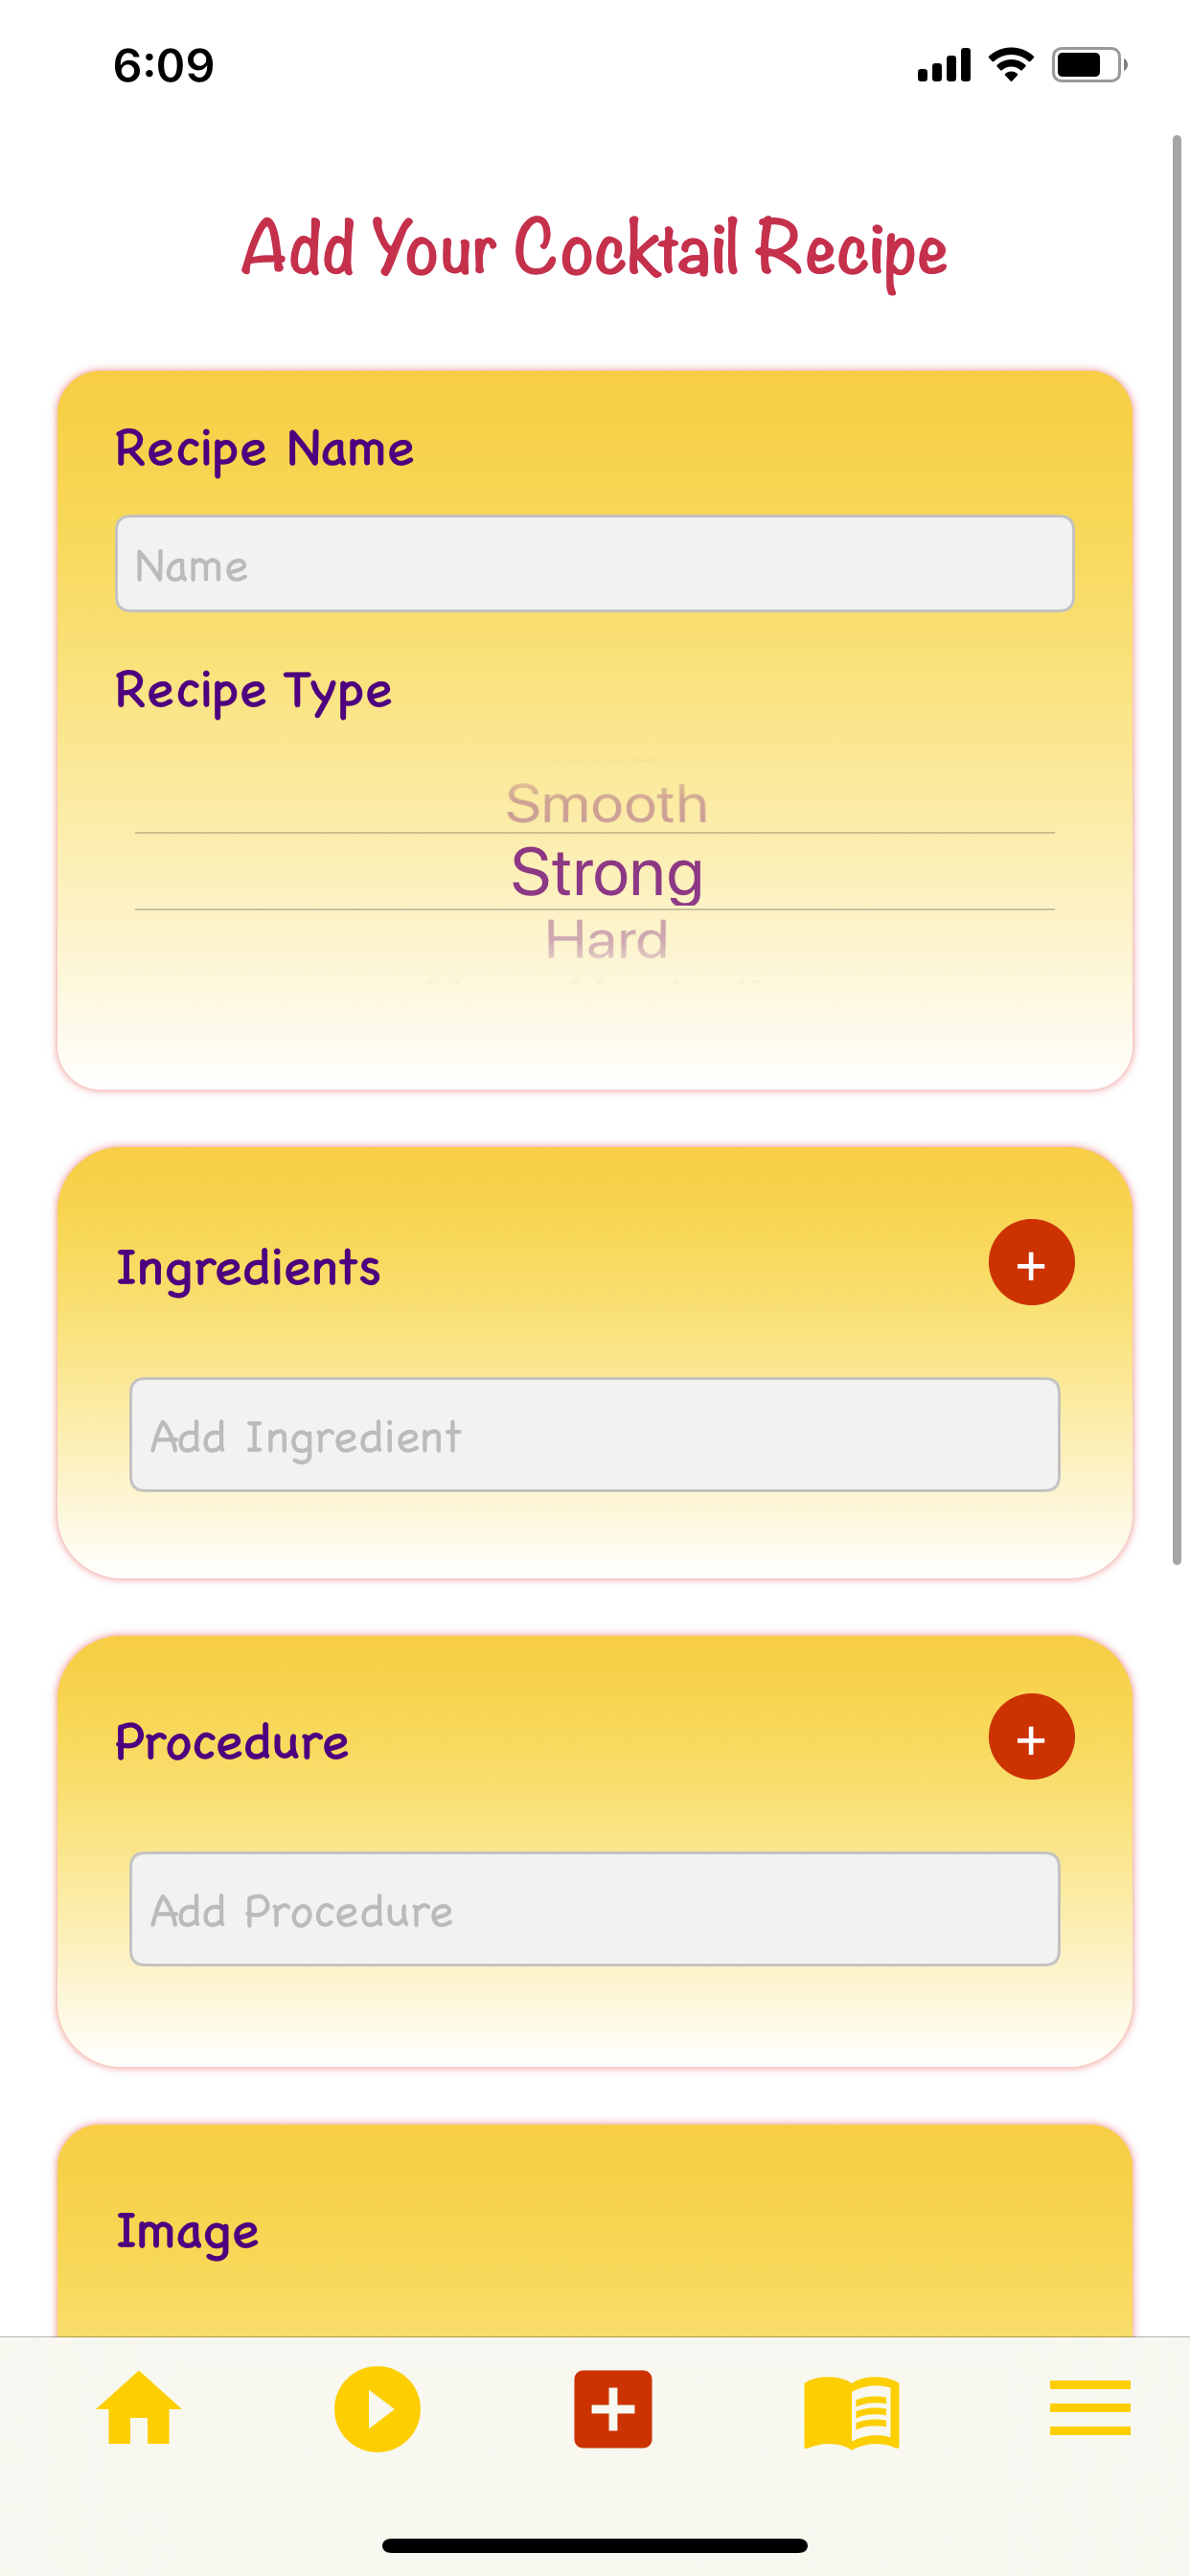 6:09
Add Your Cocktail Recipe
Recipe Name
Name
Recipe Type
Smooth
Strong
Hard
Ingredients
+
Add Ingredient
Procedure
+
Add Procedure
Image